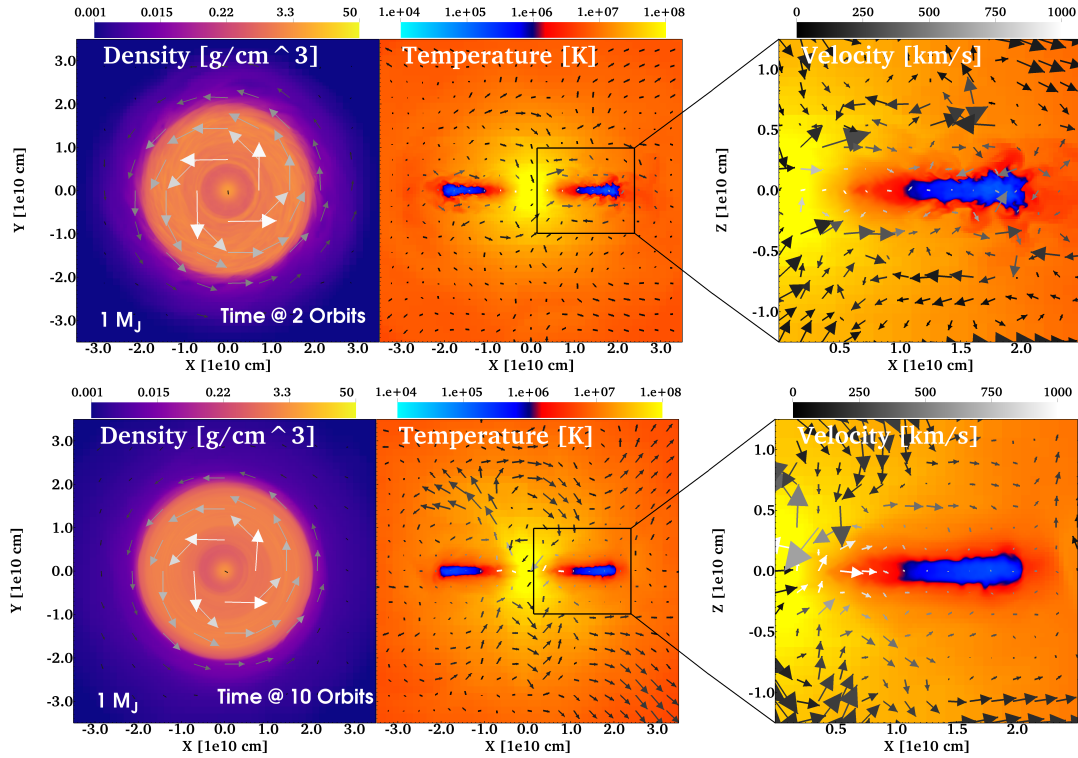 0.001 0.015 0.22 3.3 50 1.e+04 1.e+05 1.e+06 1.e+07 1.e+08 0 250 500 750 1000
Density [g/cm^3] Temperature [K] Velocity [km/s]
3.0
2.0
1.0
0.0
-1.0
-2.0
-3.0
Y [1e10 cm]
1 MJ Time @ 2 Orbits
-3.0 -2.0 -1.0 0.0 1.0 2.0 3.0 -3.0 -2.0 -1.0 0.0 1.0 2.0 3.0
X [1e10 cm] X [1e10 cm]
1.0
0.5
0.0
-0.5
-1.0
Z [1e10 cm]
0.5 1.0 1.5 2.0
X [1e10 cm]
0.001 0.015 0.22 3.3 50 1.e+04 1.e+05 1.e+06 1.e+07 1.e+08 0 250 500 750 1000
Density [g/cm^3] Temperature [K] Velocity [km/s]
3.0
2.0
1.0
0.0
-1.0
-2.0
-3.0
Y [1e10 cm]
1 MJ Time @ 10 Orbits
-3.0 -2.0 -1.0 0.0 1.0 2.0 3.0 -3.0 -2.0 -1.0 0.0 1.0 2.0 3.0
X [1e10 cm] X [1e10 cm]
1.0
0.5
0.0
-0.5
-1.0
Z [1e10 cm]
0.5 1.0 1.5 2.0
X [1e10 cm]